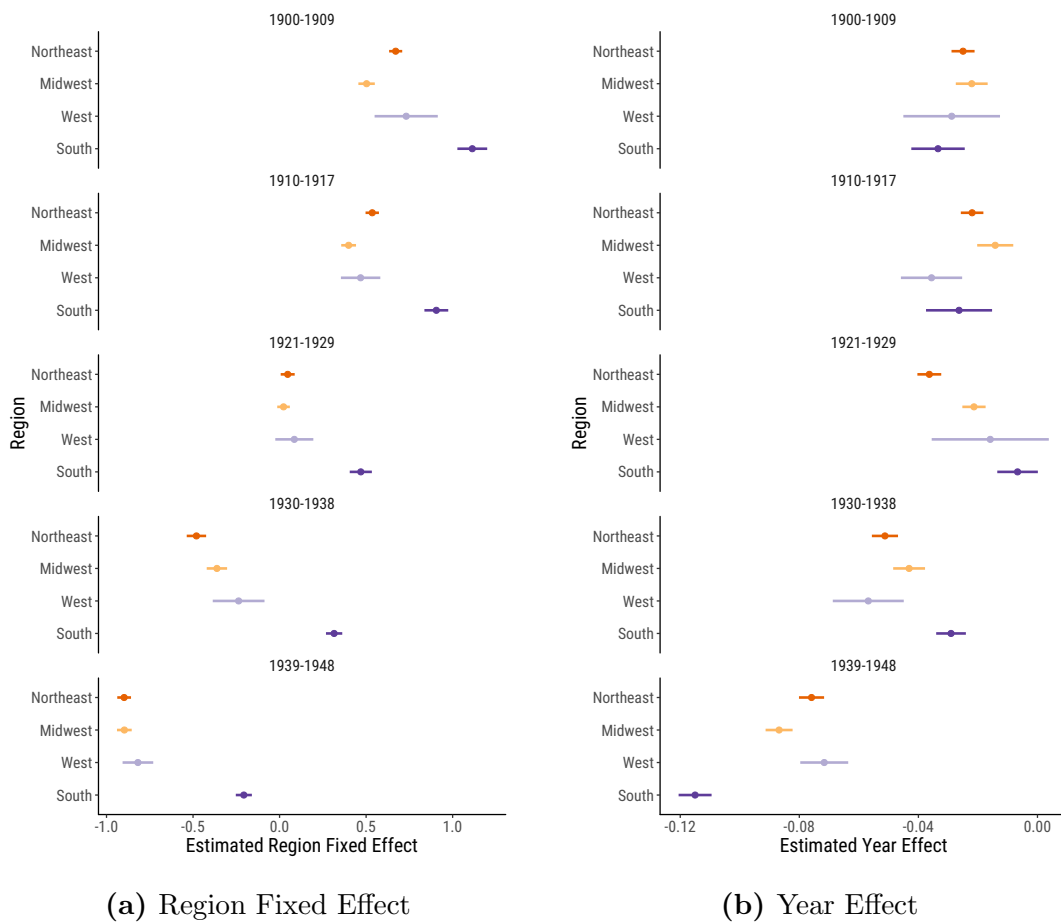 1900-1909
Northeast
Midwest
West
South
1910-1917
Northeast
Midwest
West
South
1921-1929
Northeast
Midwest
West
South
1930-1938
Northeast
Midwest
West
South
1939-1948
Northeast
Midwest
West
South
Region
-1.0 -0.5 0.0 0.5 1.0
Estimated Region Fixed Effect
(a) Region Fixed Effect
1900-1909
Northeast
Midwest
West
South
1910-1917
Northeast
Midwest
West
South
1921-1929
Northeast
Midwest
West
South
1930-1938
Northeast
Midwest
West
South
1939-1948
Northeast
Midwest
West
South
Region
-0.12 -0.08 -0.04 0.00
Estimated Year Effect
(b) Year Effect